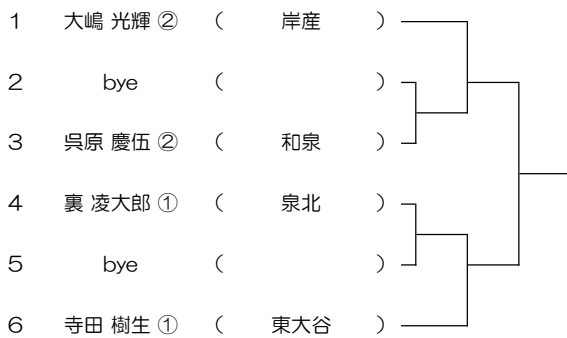 1 大嶋 光輝 ② ( 岸産 )
2 bye ( )
3 呉原 慶伍 ② ( 和泉 )
4 裏 凌大郎 ① ( 泉北 )
5 bye ( )
6 寺田 樹生 ① ( 東大谷 )